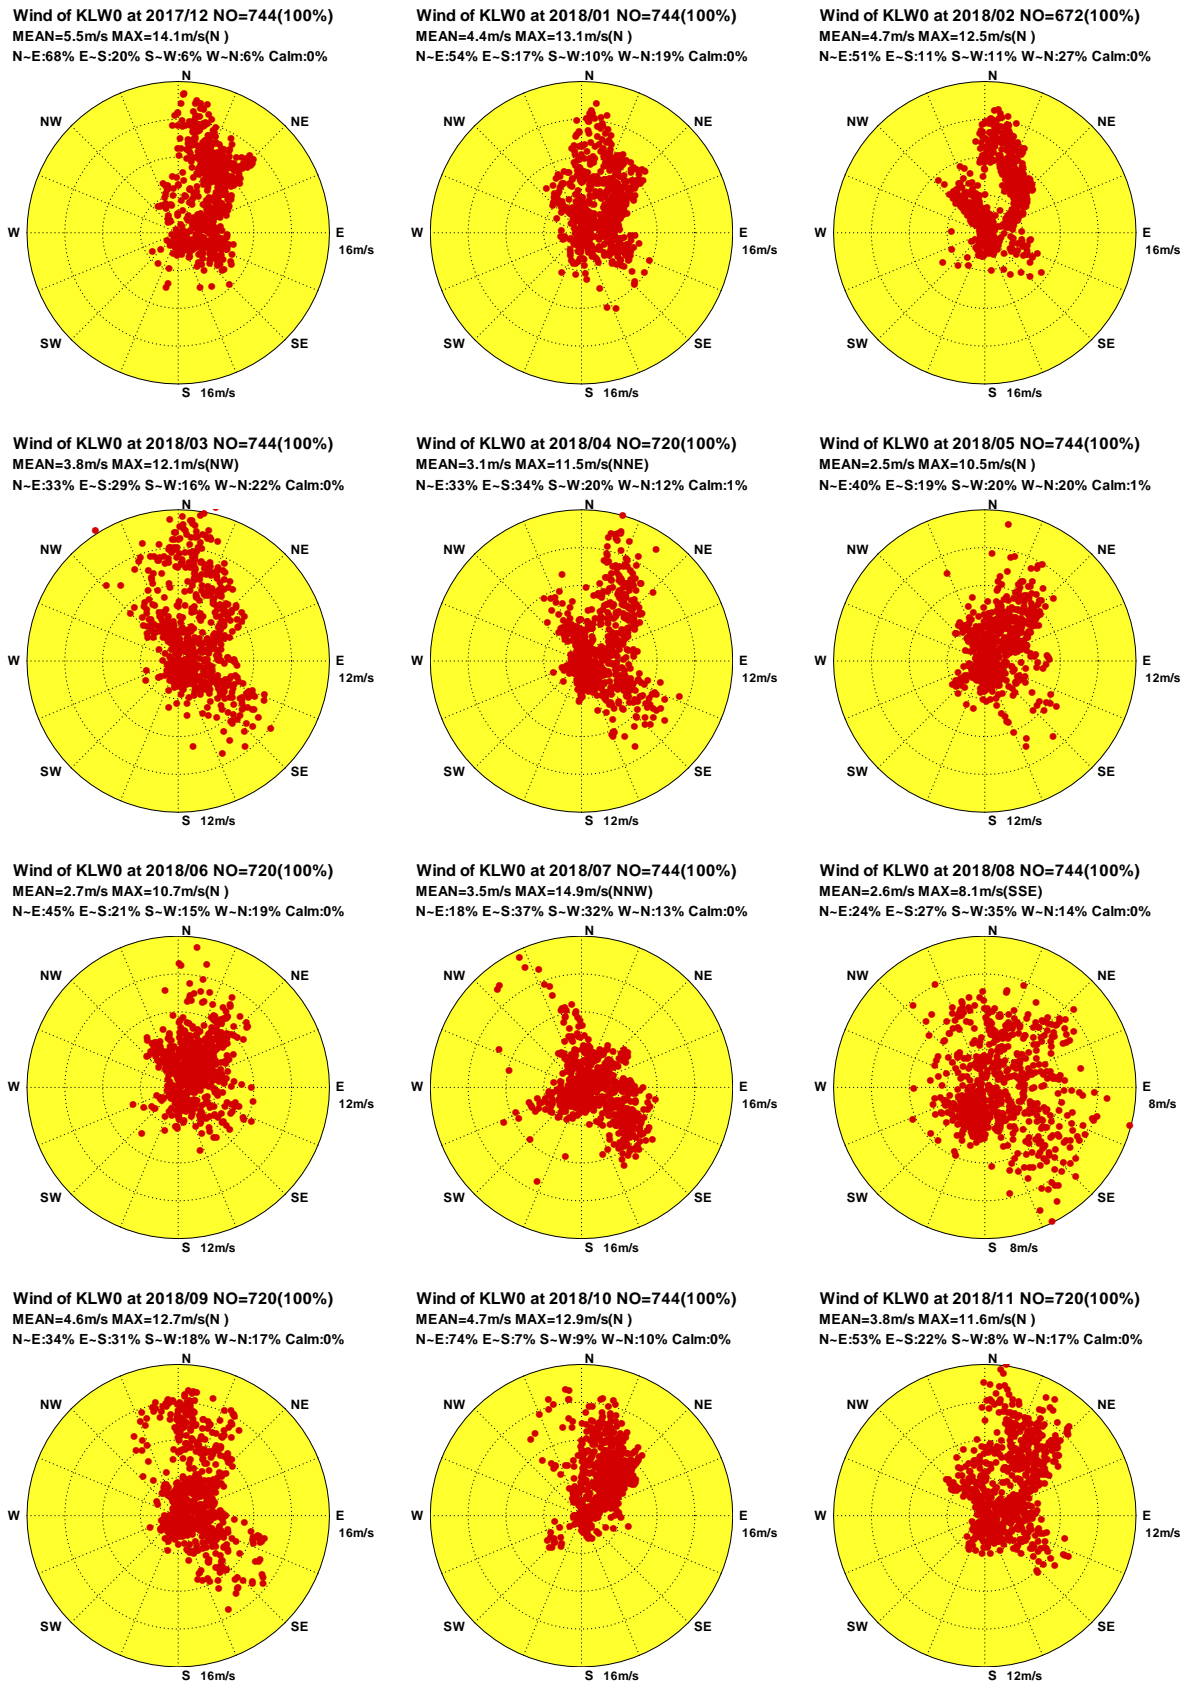 Wind of KLW0 at 2017/12 NO=744(100%)
MEAN=5.5m/s MAX=14.1m/s(N )
N~E:68% E~S:20% S~W:6% W~N:6% Calm:0%
N
NW
NE
W
E
16m/s
SW
SE
S 16m/s
Wind of KLW0 at 2018/01 NO=744(100%)
MEAN=4.4m/s MAX=13.1m/s(N )
N~E:54% E~S:17% S~W:10% W~N:19% Calm:0%
N
NW
NE
W
E
16m/s
SW
SE
S 16m/s
Wind of KLW0 at 2018/02 NO=672(100%)
MEAN=4.7m/s MAX=12.5m/s(N )
N~E:51% E~S:11% S~W:11% W~N:27% Calm:0%
N
NW
NE
W
E
16m/s
SW
SE
S 16m/s
Wind of KLW0 at 2018/03 NO=744(100%)
MEAN=3.8m/s MAX=12.1m/s(NW)
N~E:33% E~S:29% S~W:16% W~N:22% Calm:0%
N
NW
NE
W
E
12m/s
SW
SE
S 12m/s
Wind of KLW0 at 2018/04 NO=720(100%)
MEAN=3.1m/s MAX=11.5m/s(NNE)
N~E:33% E~S:34% S~W:20% W~N:12% Calm:1%
N
NW
NE
W
E
12m/s
SW
SE
S 12m/s
Wind of KLW0 at 2018/05 NO=744(100%)
MEAN=2.5m/s MAX=10.5m/s(N )
N~E:40% E~S:19% S~W:20% W~N:20% Calm:1%
N
NW
NE
W
E
12m/s
SW
SE
S 12m/s
Wind of KLW0 at 2018/06 NO=720(100%)
MEAN=2.7m/s MAX=10.7m/s(N )
N~E:45% E~S:21% S~W:15% W~N:19% Calm:0%
N
NW
NE
W
E
12m/s
SW
SE
S 12m/s
Wind of KLW0 at 2018/07 NO=744(100%)
MEAN=3.5m/s MAX=14.9m/s(NNW)
N~E:18% E~S:37% S~W:32% W~N:13% Calm:0%
N
NW
NE
W
E
16m/s
SW
SE
S 16m/s
Wind of KLW0 at 2018/08 NO=744(100%)
MEAN=2.6m/s MAX=8.1m/s(SSE)
N~E:24% E~S:27% S~W:35% W~N:14% Calm:0%
N
NW
NE
W
E
8m/s
SW
SE
S 8m/s
Wind of KLW0 at 2018/09 NO=720(100%)
MEAN=4.6m/s MAX=12.7m/s(N )
N~E:34% E~S:31% S~W:18% W~N:17% Calm:0%
N
NW
NE
W
E
16m/s
SW
SE
S 16m/s
Wind of KLW0 at 2018/10 NO=744(100%)
MEAN=4.7m/s MAX=12.9m/s(N )
N~E:74% E~S:7% S~W:9% W~N:10% Calm:0%
N
NW
NE
W
E
16m/s
SW
SE
S 16m/s
Wind of KLW0 at 2018/11 NO=720(100%)
MEAN=3.8m/s MAX=11.6m/s(N )
N~E:53% E~S:22% S~W:8% W~N:17% Calm:0%
N
NW
NE
W
E
12m/s
SW
SE
S 12m/s